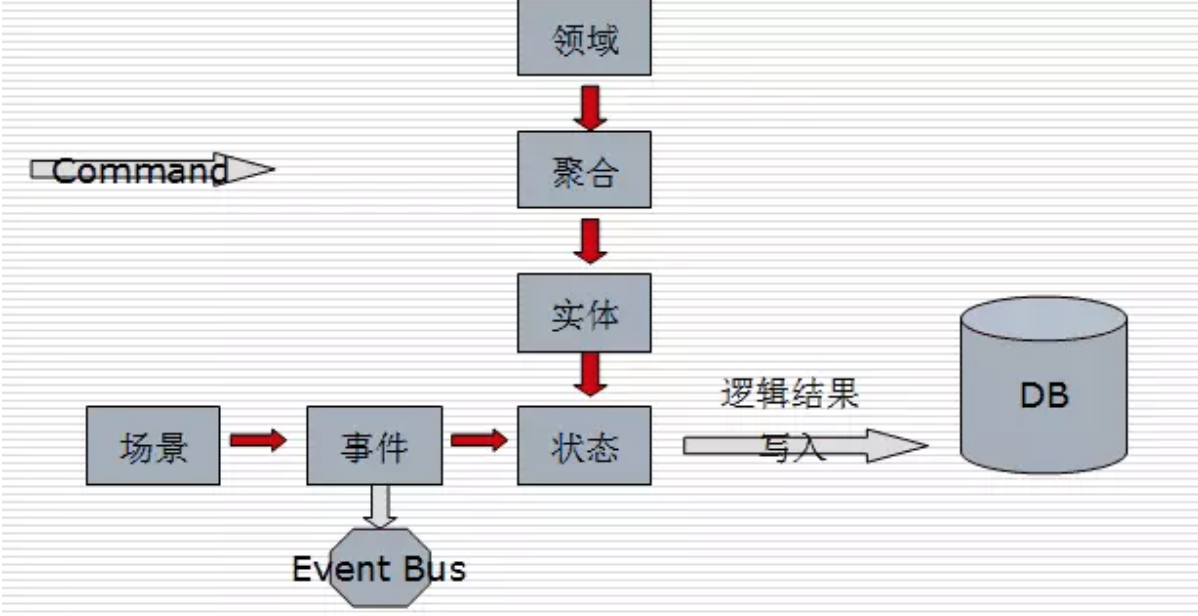 领域
Command
聚合
实体
逻辑结果
写入
DB
场景
事件
状态
Event Bus